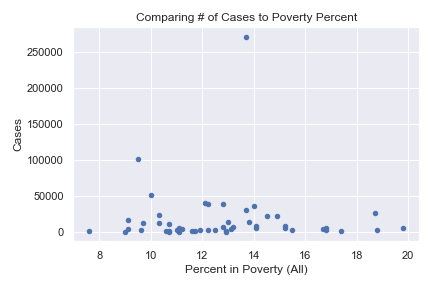 Comparing # of Cases to Poverty Percent
250000
200000
150000
100000
50000
0
Cases
8 10 12 14 16 18 20
Percent in Poverty (All)